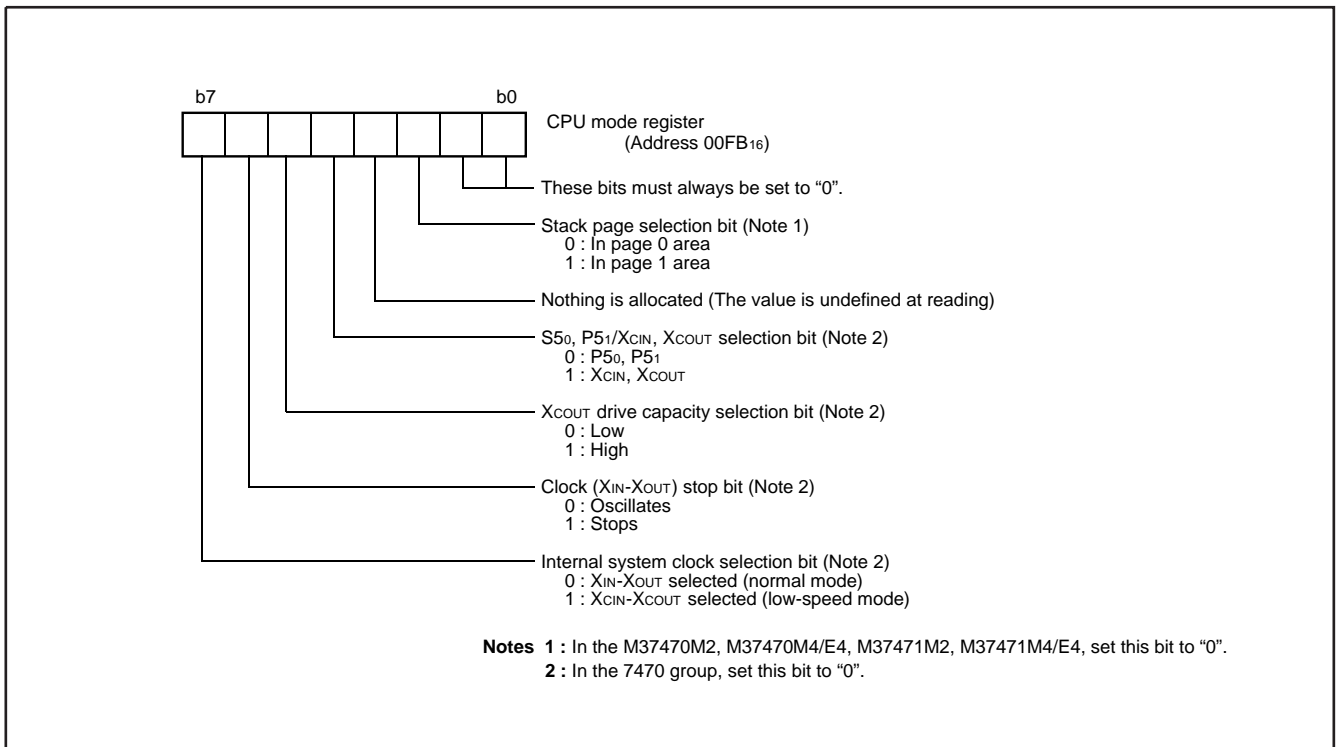 b7 b0
CPU mode register
(Address 00FB16)
These bits must always be set to “0”.
Stack page selection bit (Note 1)
0 : In page 0 area
1 : In page 1 area
Nothing is allocated (The value is undefined at reading)
S50, P51/XCIN, XCOUT selection bit (Note 2)
0 : P50, P51
1 : XCIN, XCOUT
XCOUT drive capacity selection bit (Note 2)
0 : Low
1 : High
Clock (XIN-XOUT) stop bit (Note 2)
0 : Oscillates
1 : Stops
Internal system clock selection bit (Note 2)
0 : XIN-XOUT selected (normal mode)
1 : XCIN-XCOUT selected (low-speed mode)
Notes 1 : In the M37470M2, M37470M4/E4, M37471M2, M37471M4/E4, set this bit to “0”.
2 : In the 7470 group, set this bit to “0”.